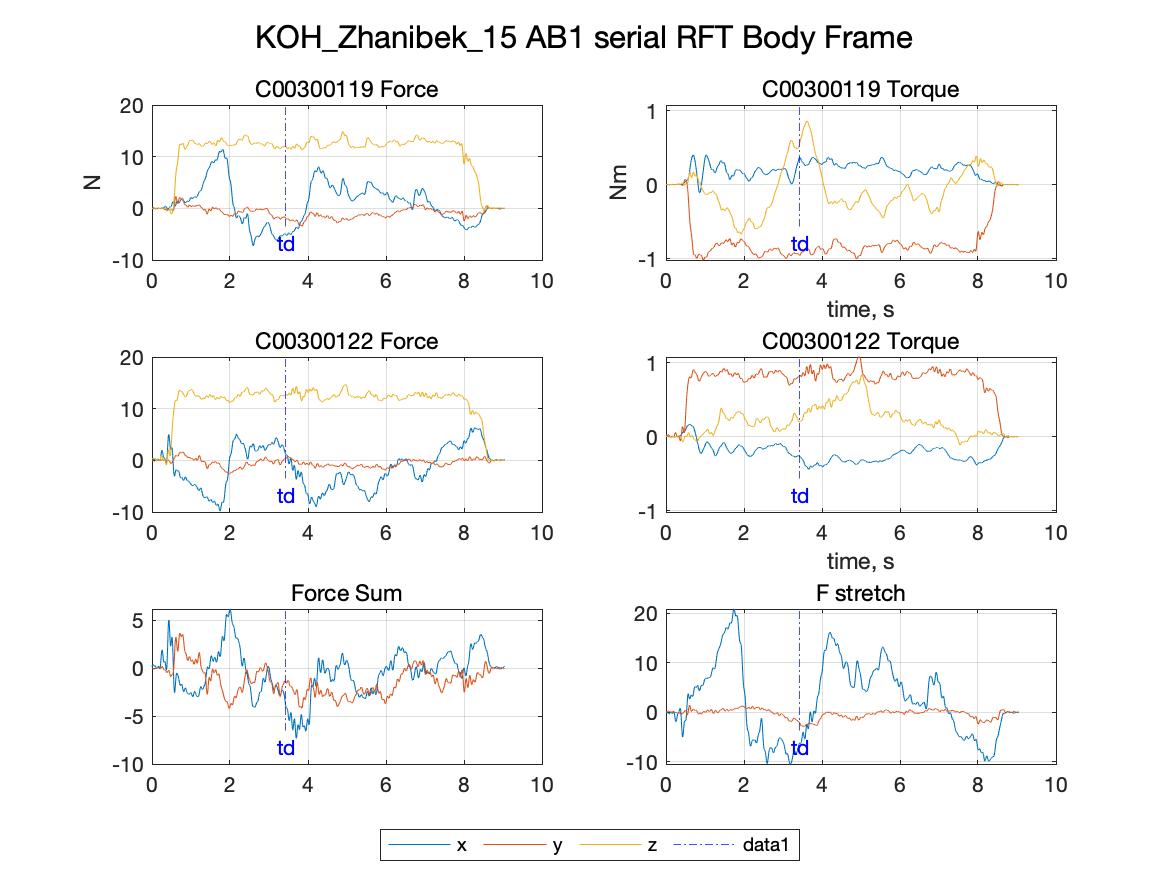 KOH_Zhanibek_15 AB1 serial RFT Body Frame
C00300119 Force
20
10
0
-10
N
td
0 2 4 6 8 10
C00300119 Torque
1
0
-1
Nm
td
0 2 4 6 8 10
time, s
C00300122 Force
20
10
0
-10
td
0 2 4 6 8 10
C00300122 Torque
1
0
-1
td
0 2 4 6 8 10
time, s
Force Sum
5
0
-5
-10
td
0 2 4 6 8 10
F stretch
20
10
0
-10
td
0 2 4 6 8 10
x y z data1